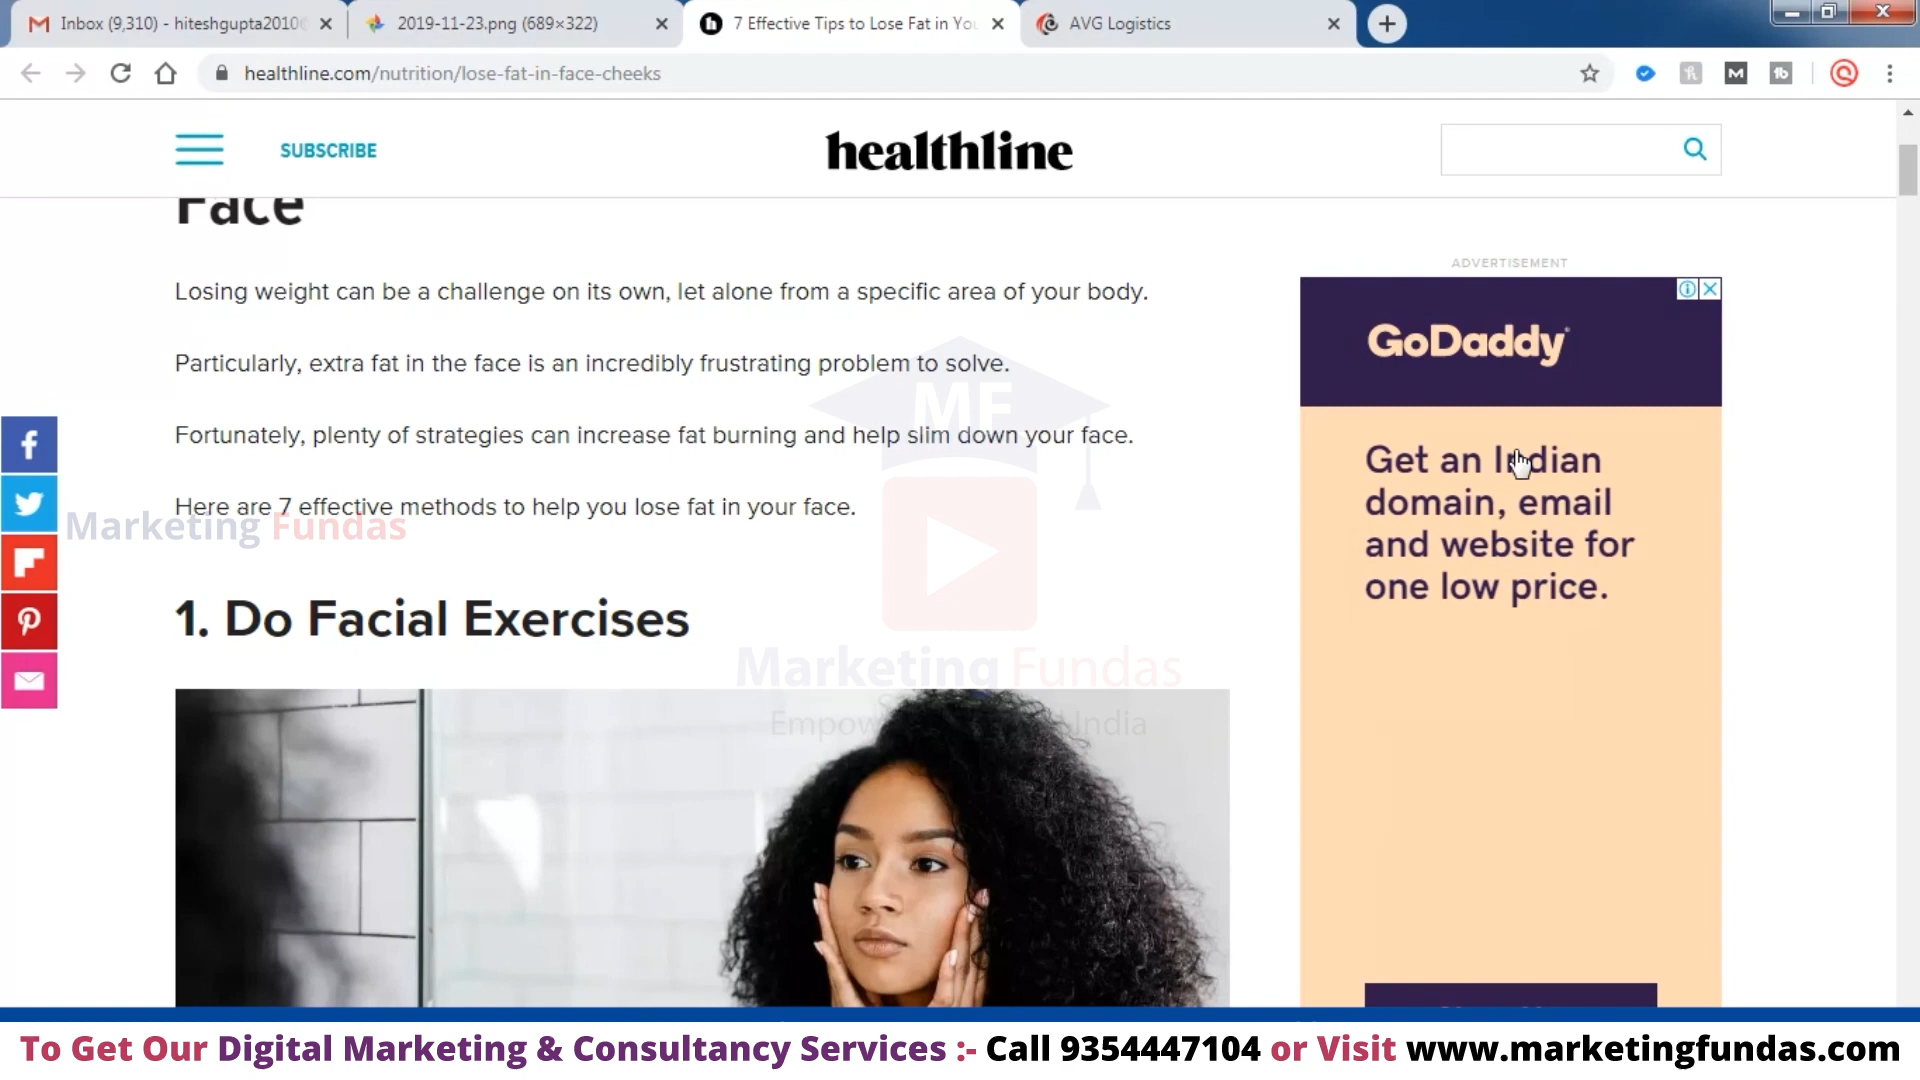 Inbox (9,310) - hiteshgupta2010
2019-11-23.png (689×322)
7 Effective Tips to Lose Fat in You
AVG Logistics
healthline.com/nutrition/lose-fat-in-face-cheeks
SUBSCRIBE
healthline
Face
ADVERTISEMENT
Losing weight can be a challenge on its own, let alone from a specific area of your body.
Particularly, extra fat in the face is an incredibly frustrating problem to solve.
Fortunately, plenty of strategies can increase fat burning and help slim down your face.
Here are 7 effective methods to help you lose fat in your face.
1. Do Facial Exercises
GoDaddy
Get an Indian
domain, email
and website for
one low price.
MF
Marketing Fundas
Marketing Fundas
India
To Get Our Digital Marketing & Consultancy Services :- Call 9354447104 or Visit www.marketingfundas.com